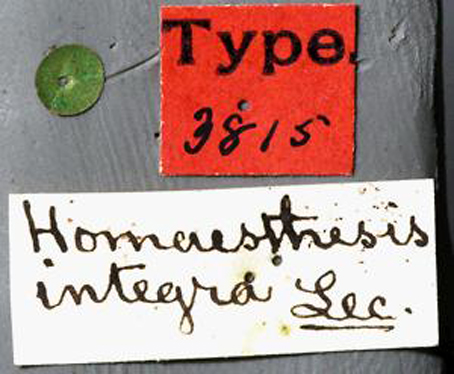 Type.
3815
Homaesthesis
integra Lec.